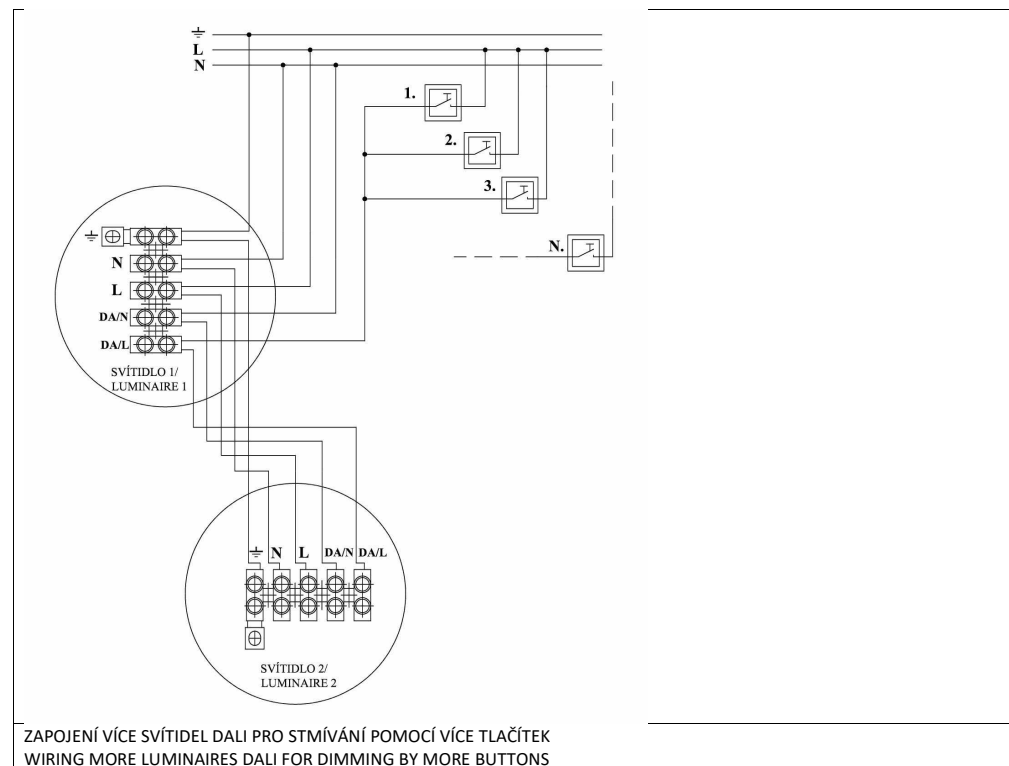 L
N
1.
2.
3.
N.
N
L
DA/N
DA/L
SVÍTIDLO 1/
LUMINAIRE 1
N L DA/N DA/L
SVÍTIDLO 2/
LUMINAIRE 2
ZAPOJENÍ VÍCE SVÍTIDEL DALI PRO STMÍVÁNÍ POMOCÍ VÍCE TLAČÍTEK
WIRING MORE LUMINAIRES DALI FOR DIMMING BY MORE BUTTONS